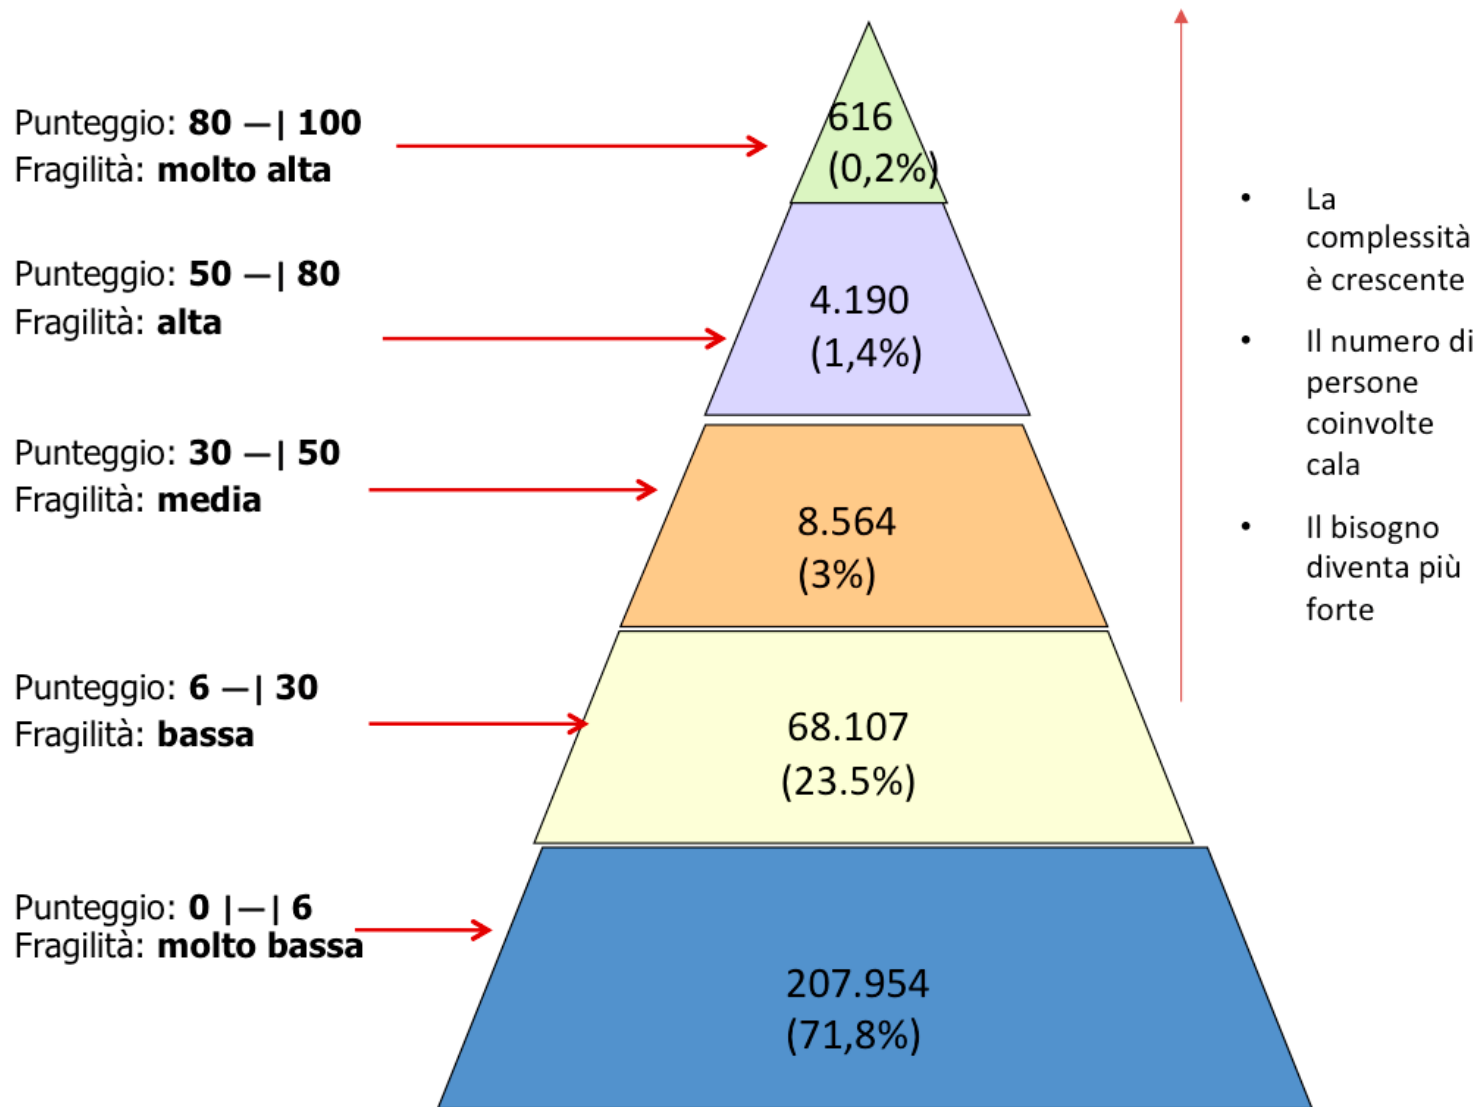 Punteggio: 80 —| 100
Fragilità: molto alta
616
(0,2%)
Punteggio: 50 —| 80
Fragilità: alta
4.190
(1,4%)
Punteggio: 30 —| 50
Fragilità: media
8.564
(3%)
Punteggio: 6 —| 30
Fragilità: bassa
68.107
(23.5%)
Punteggio: 0 |—| 6
Fragilità: molto bassa
207.954
(71,8%)
• La
complessità
è crescente
• Il numero di
persone
coinvolte
cala
• Il bisogno
diventa più
forte